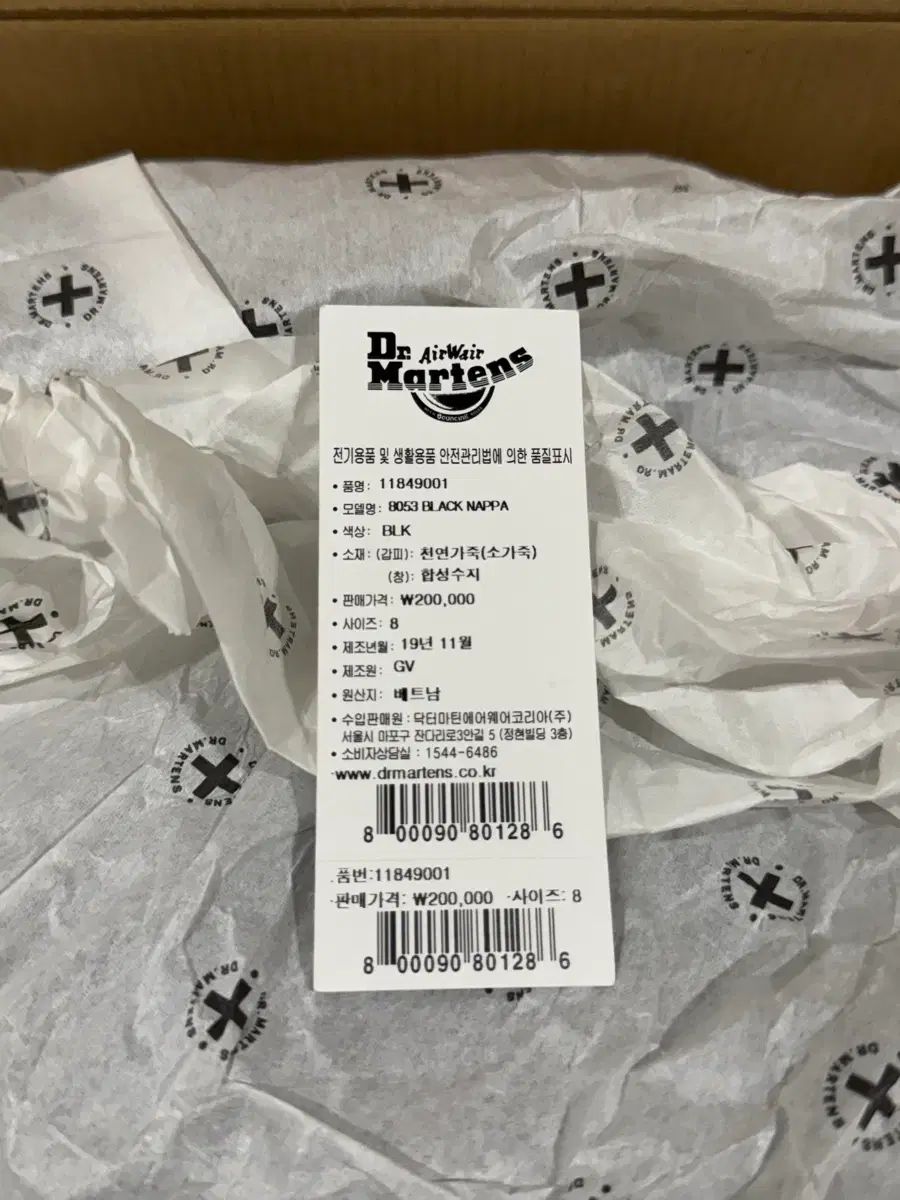 Dr. AirWair
Martens
전기용품 및 생활용품 안전관리법에 의한 품질표시
• 품명: 11849001
• 모델명: 8053 BLACK NAPPA
• 색상: BLK
• 소재: (갑피): 천연가죽(소가죽)
(창): 합성수지
• 판매가격: ₩200,000
• 사이즈: 8
• 제조년월: 19년 11월
• 제조원: GV
• 원산지: 베트남
• 수입판매원 : 닥터마틴에어웨어코리아(주)
서울시 마포구 잔다리로3안길 5 (정현빌딩 3층)
• 소비자상담실 : 1544-6486
·www.drmartens.co.kr
8 00090 80128 6
.품번:11849001
·판매가격: ₩200,000 ·사이즈: 8
8 00090 80128 6
DR.MARTENS
DR.MARTENS
DR.MARTENS
DR.MARTENS